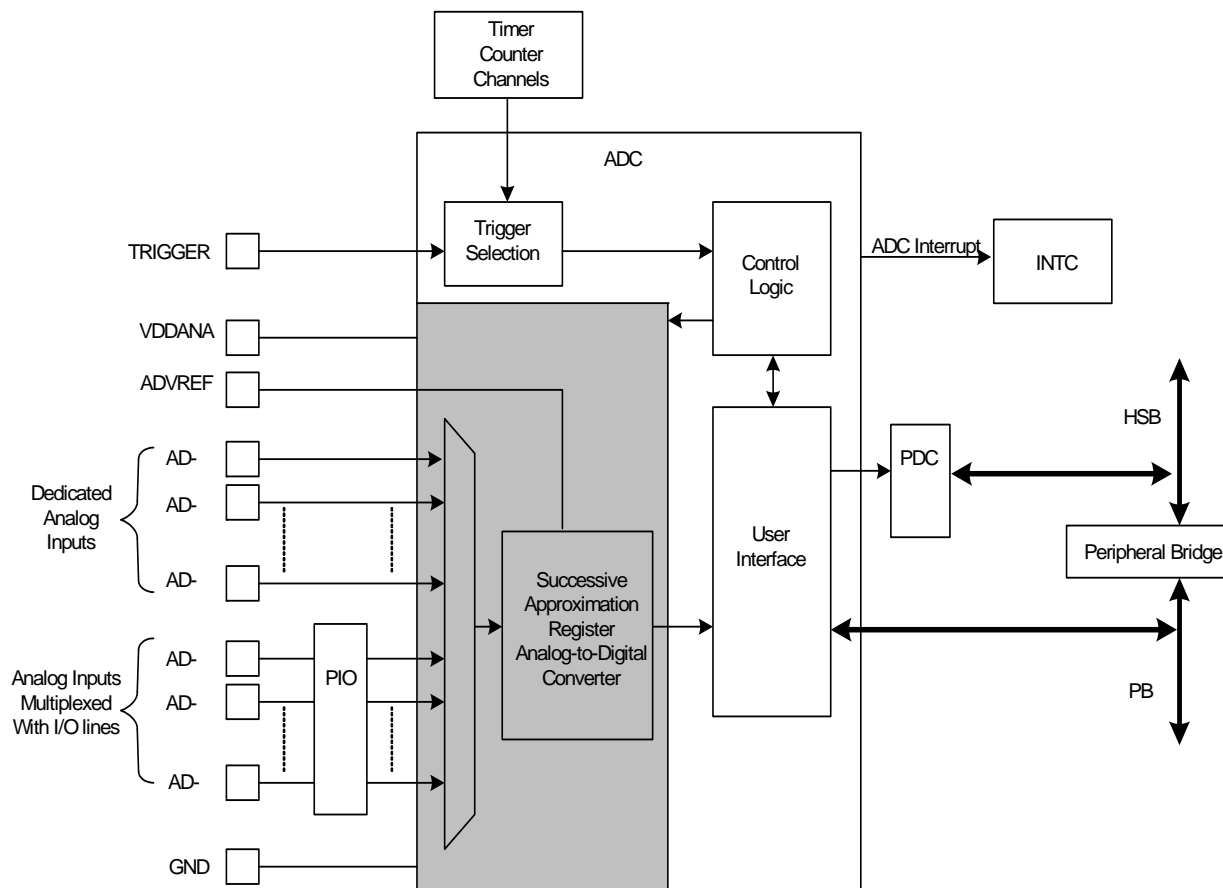 Timer
Counter
Channels
ADC
TRIGGER
Trigger
Selection
Control
Logic
ADC Interrupt
INTC
VDDANA
ADVREF
Dedicated
Analog
Inputs
AD-
AD-
AD-
Analog Inputs
Multiplexed
With I/O lines
AD-
AD-
AD-
PIO
Successive
Approximation
Register
Analog-to-Digital
Converter
User
Interface
PDC
HSB
Peripheral Bridge
PB
GND